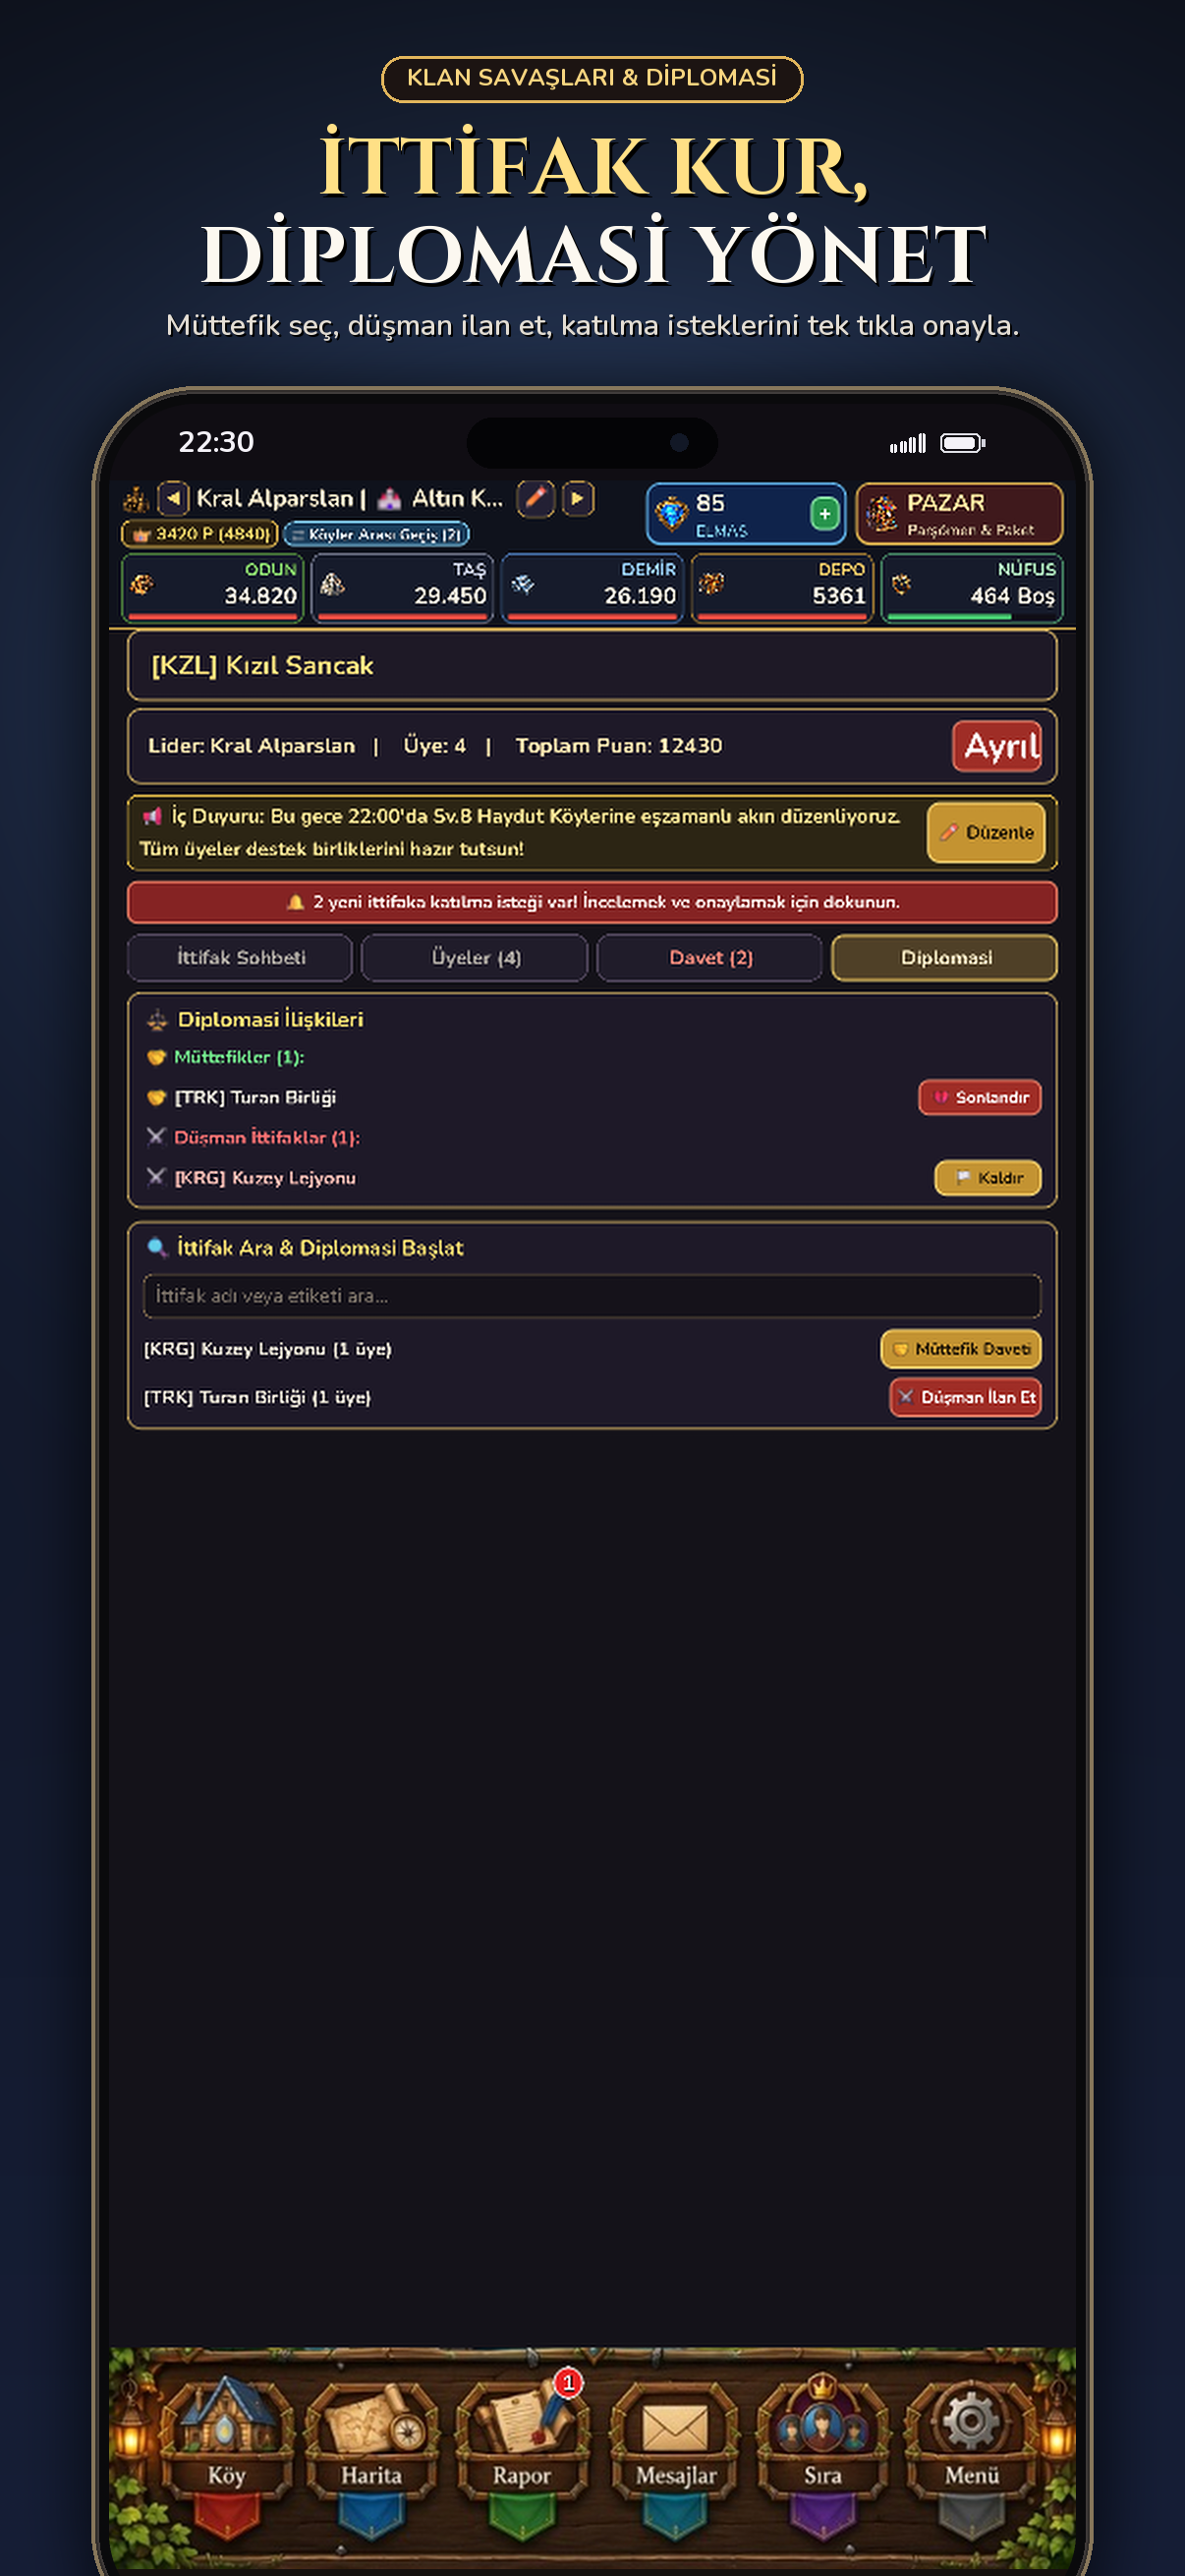 KLAN SAVAŞLARI & DİPLOMASİ
İTTİFAK KUR,
DİPLOMASİ YÖNET
Müttefik seç, düşman ilan et, katılma isteklerini tek tıkla onayla.
22:30
Kral Alparslan | Altın K...
85
ELMAS
+
PAZAR
Parşömen & Paket
3420 P (4840)
Köyler Arası Geçiş (2)
ODUN
34.820
TAŞ
29.450
DEMİR
26.190
DEPO
5361
NÜFUS
464 Boş
[KZL] Kızıl Sancak
Lider: Kral Alparslan | Üye: 4 | Toplam Puan: 12430
Ayrıl
İç Duyuru: Bu gece 22:00'da Sv.8 Haydut Köylerine eşzamanlı akın düzenliyoruz.
Tüm üyeler destek birliklerini hazır tutsun!
Düzenle
2 yeni ittifaka katılma isteği var! İncelemek ve onaylamak için dokunun.
İttifak Sohbeti
Üyeler (4)
Davet (2)
Diplomasi
Diplomasi İlişkileri
Müttefikler (1):
[TRK] Turan Birliği
Sonlandır
Düşman İttifaklar (1):
[KRG] Kuzey Lejyonu
Kaldır
İttifak Ara & Diplomasi Başlat
İttifak adı veya etiketi ara...
[KRG] Kuzey Lejyonu (1 üye)
Müttefik Daveti
[TRK] Turan Birliği (1 üye)
Düşman İlan Et
1
Köy
Harita
Rapor
Mesajlar
Sıra
Menü